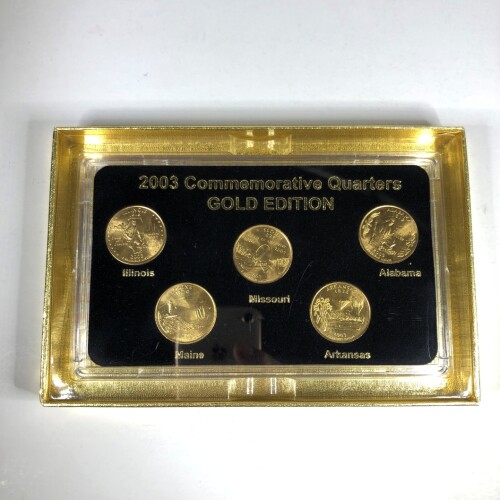 2003 Commemorative Quarters
GOLD EDITION
Illinois
Alabama
Missouri
Maine
Arkansas